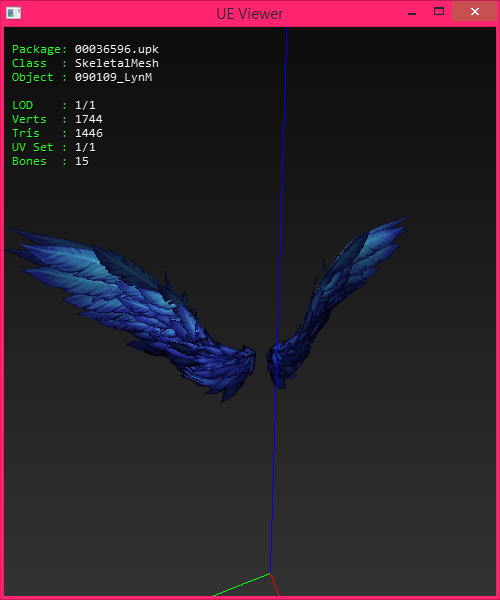 UE Viewer
Package: 00036596.upk
Class : SkeletalMesh
Object : 090109_LynM
LOD : 1/1
Verts : 1744
Tris : 1446
UV Set : 1/1
Bones : 15